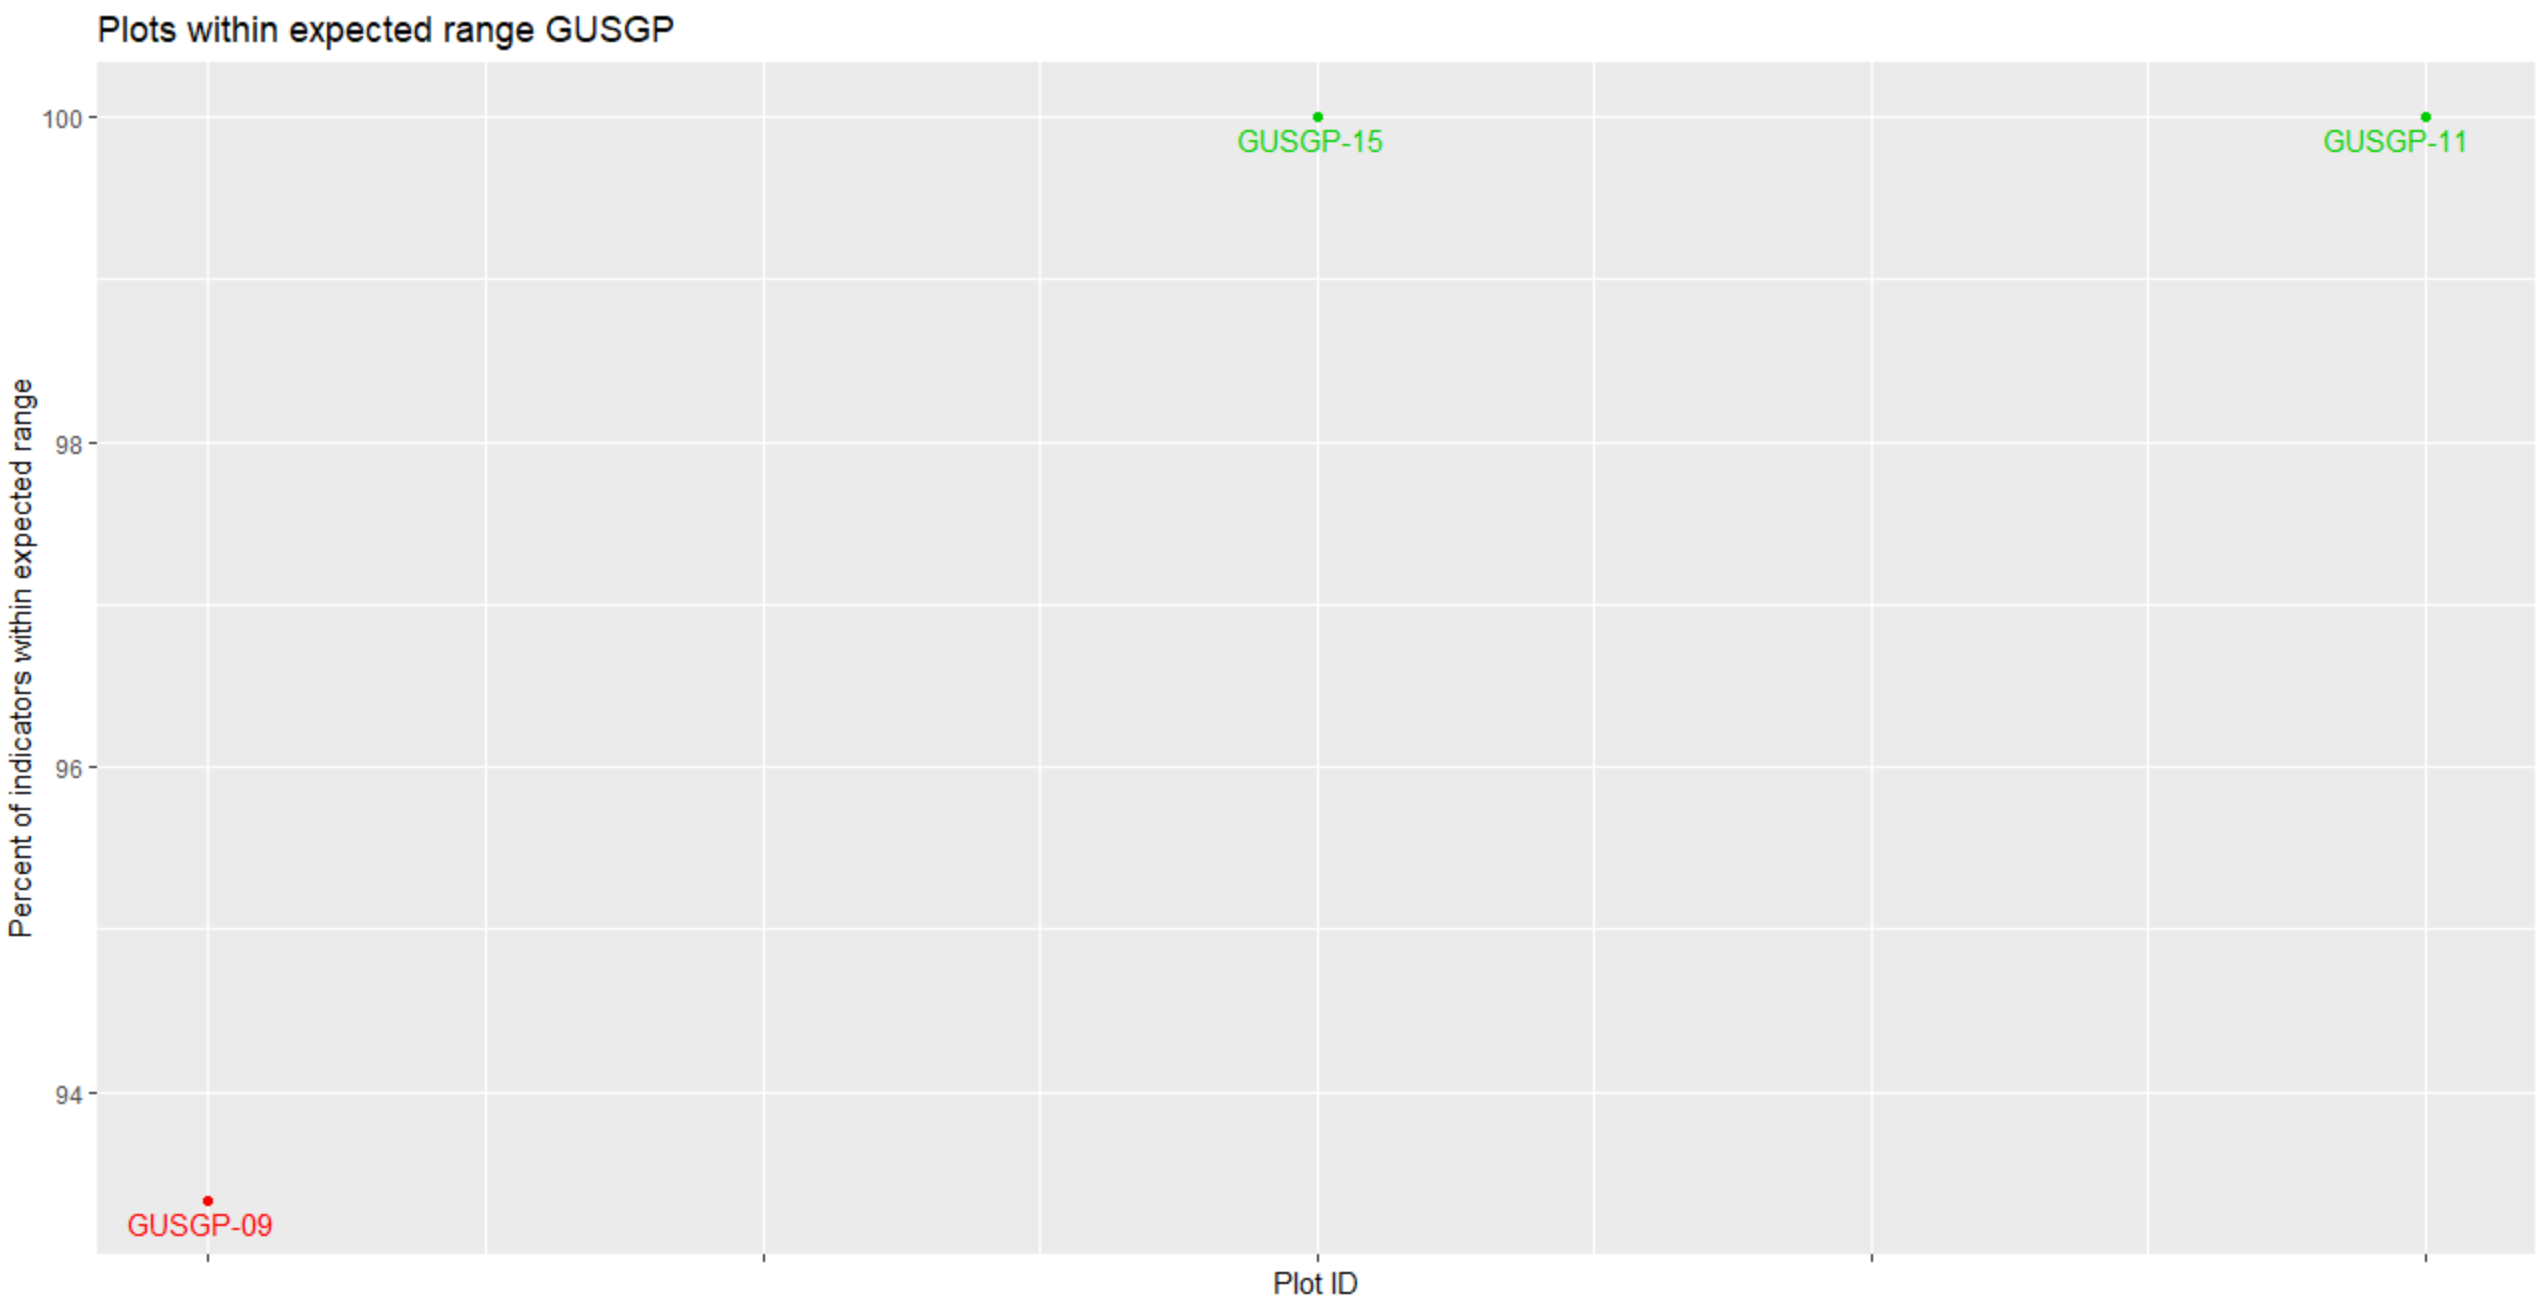 Plots within expected range GUSGP
100
GUSGP-15
GUSGP-11
98
Percent of indicators within expected range
96
94
GUSGP-09
Plot ID